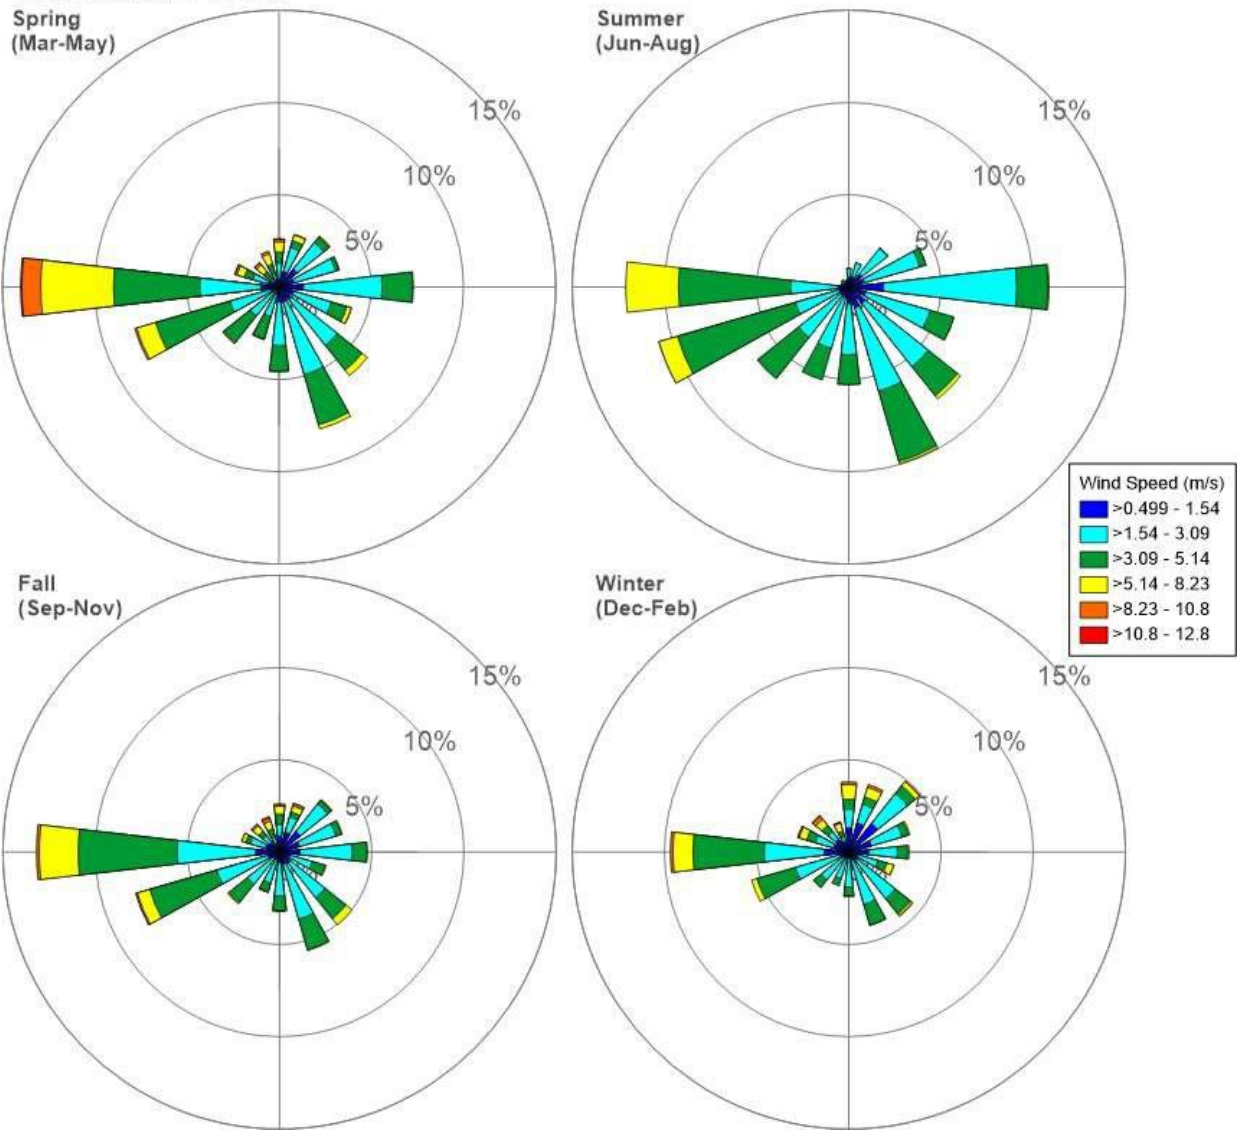 Spring
(Mar-May)
15%
10%
5%
Summer
(Jun-Aug)
15%
10%
5%
Wind Speed (m/s)
>0.499 - 1.54
>1.54 - 3.09
>3.09 - 5.14
>5.14 - 8.23
>8.23 - 10.8
>10.8 - 12.8
Fall
(Sep-Nov)
15%
10%
5%
Winter
(Dec-Feb)
15%
10%
5%